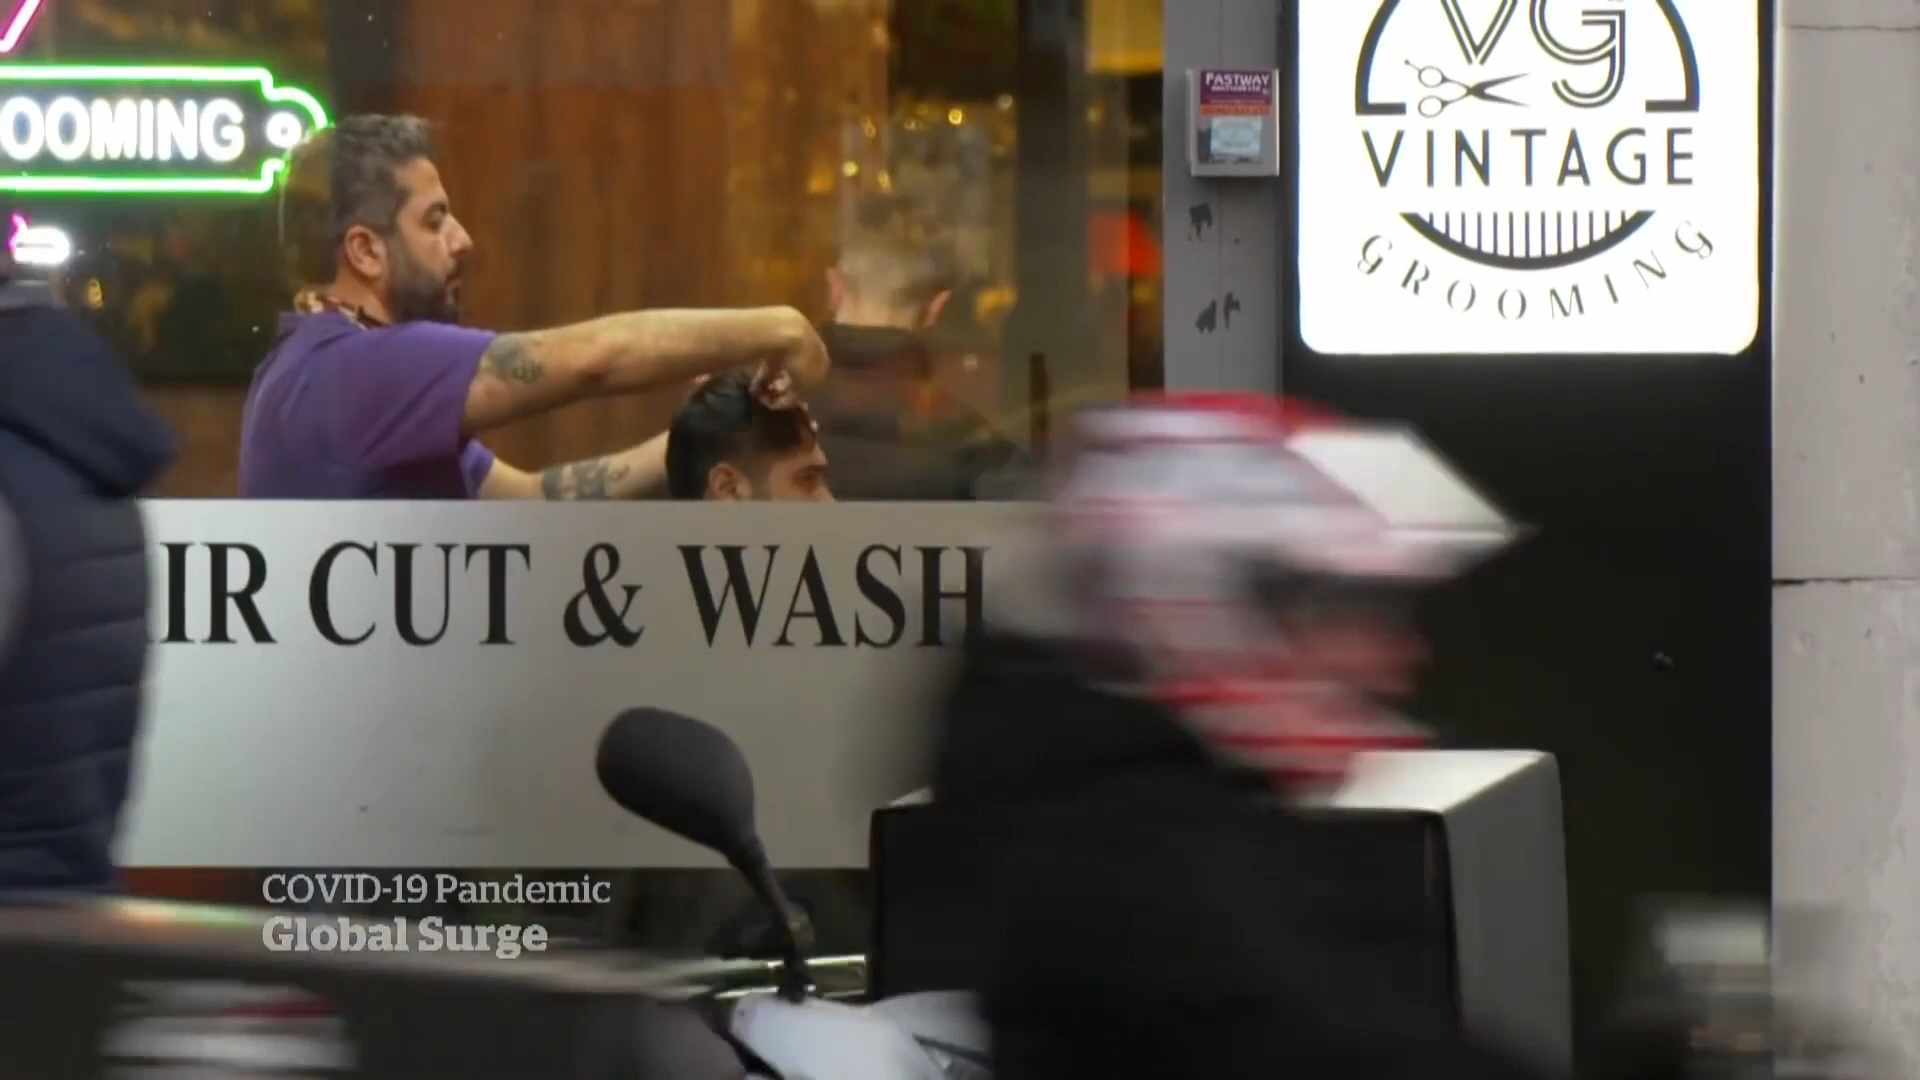 OOMING
FASTWAY
VG
VINTAGE
GROOMING
IR CUT & WASH
COVID-19 Pandemic
Global Surge